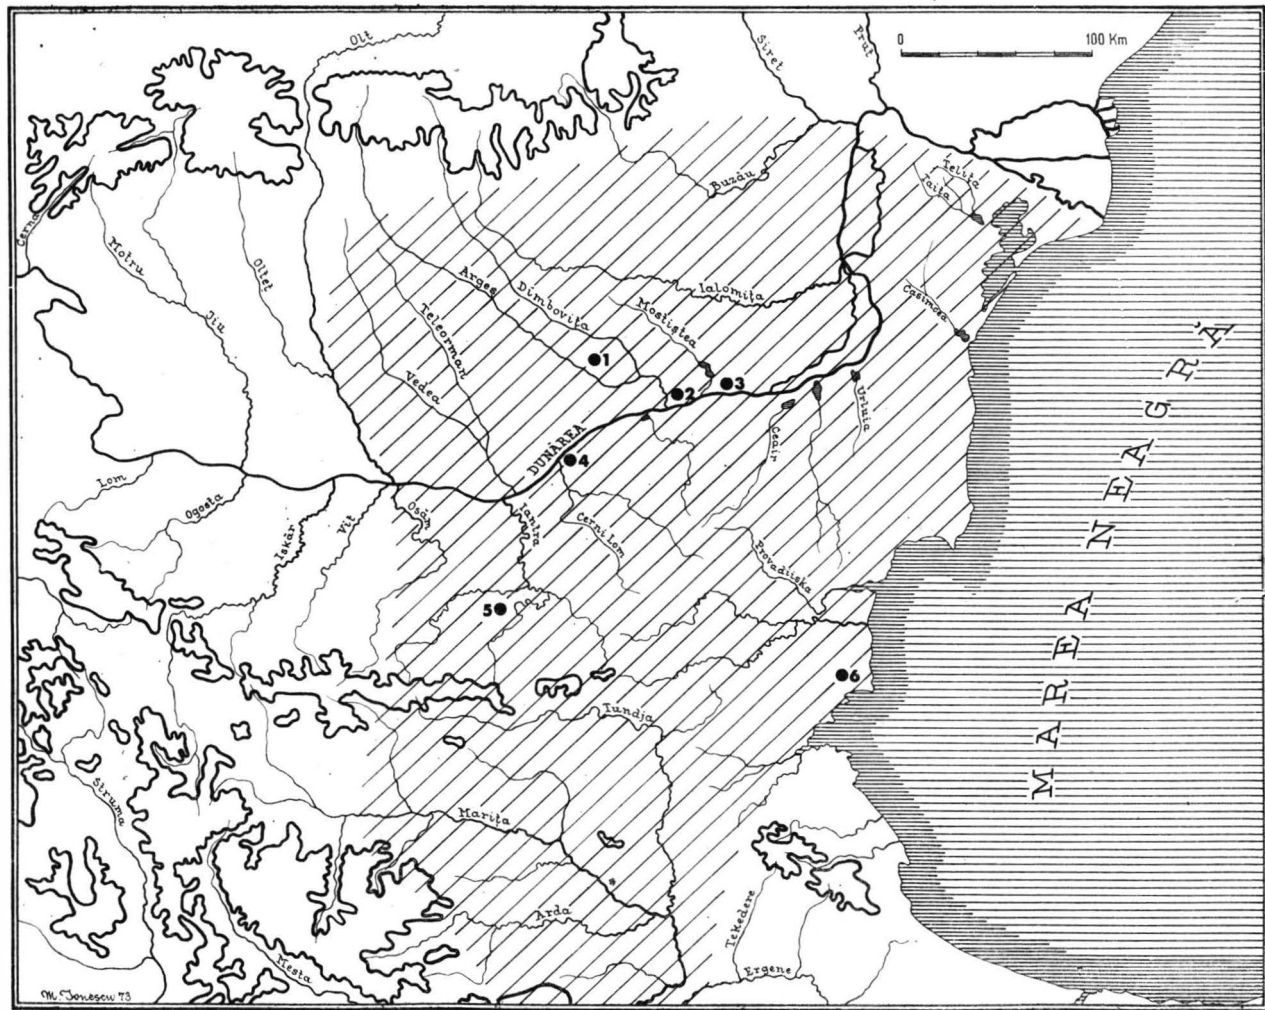 Olt
Siret
Prut
0 100 Km
Telița
Taița
Buzău
Cerna
Motru
Oltet
Jiu
Argeș
Dîmbovița
Ialomița
Mostiștea
Casimcea
Teleorman
Vedea
1
2
3
Urluia
Ceair
DUNĂREA
4
Lom
Ogosta
Iskăr
Vit
Osăm
Iantra
Cerni Lom
Provadiiska
5
6
MAREA NEAGRĂ
Tundja
Struma
Marița
Arda
Tekedere
Mesta
Ergene
M. Ionescu 73